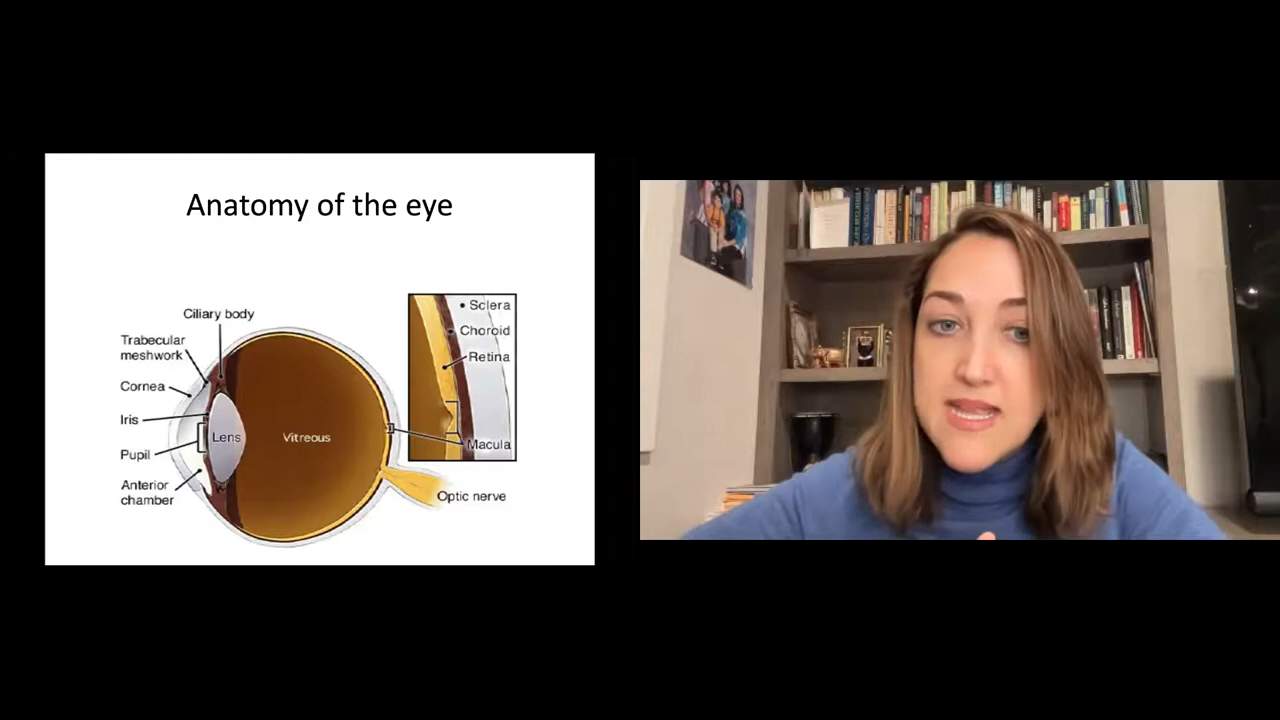 Anatomy of the eye
Ciliary body
Trabecular
meshwork
Cornea
Iris
Pupil
Anterior
chamber
Lens
Vitreous
• Sclera
Choroid
Retina
Macula
Optic nerve